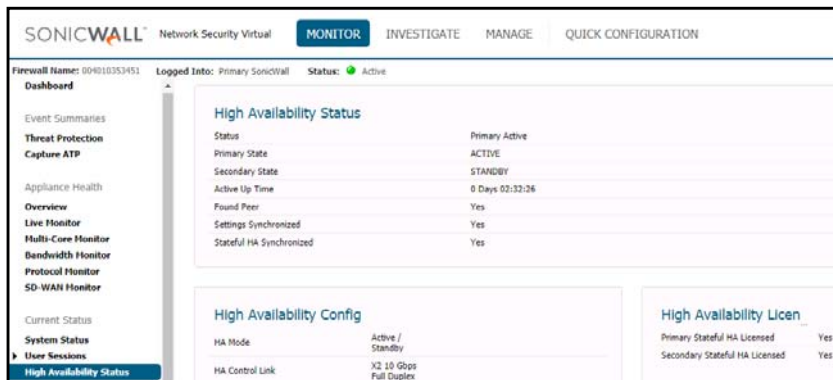 SONICWALL Network Security Virtual MONITOR INVESTIGATE MANAGE QUICK CONFIGURATION
Firewall Name: 004010353451 Logged Into: Primary SonicWall Status: Active
Dashboard
Event Summaries
Threat Protection
Capture ATP
Appliance Health
Overview
Live Monitor
Multi-Core Monitor
Bandwidth Monitor
Protocol Monitor
SD-WAN Monitor
Current Status
System Status
User Sessions
High Availability Status
High Availability Status
Status Primary Active
Primary State ACTIVE
Secondary State STANDBY
Active Up Time 0 Days 02:32:26
Found Peer Yes
Settings Synchronized Yes
Stateful HA Synchronized Yes
High Availability Config
HA Mode Active /
Standby
HA Control Link X2 10 Gbps
Full Duplex
High Availability Licen...
Primary Stateful HA Licensed Yes
Secondary Stateful HA Licensed Yes